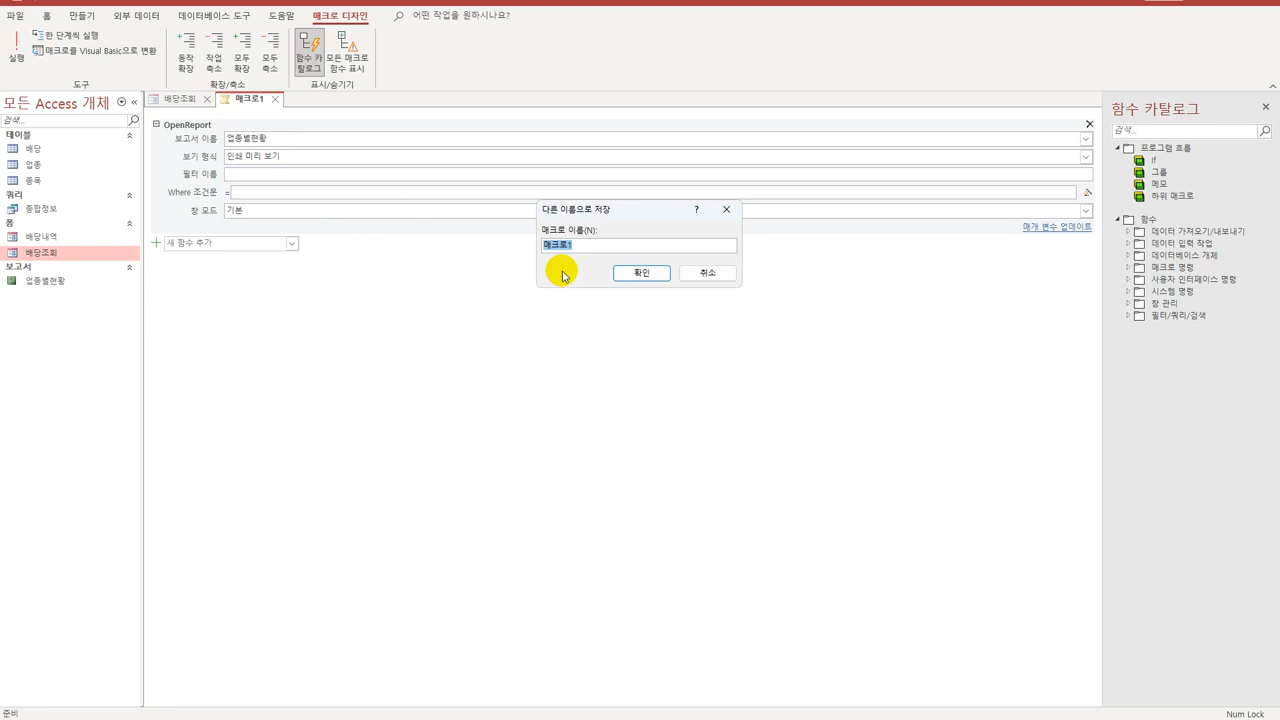 파일 홈 만들기 외부 데이터 데이터베이스 도구 도움말 매크로 디자인 어떤 작업을 원하시나요?
실행
한 단계씩 실행
매크로를 Visual Basic으로 변환
도구
동작 확장
작업 축소
모두 확장
모두 축소
확장/축소
함수 카탈로그
모든 매크로 함수 표시
표시/숨기기
모든 Access 개체
검색...
테이블
배당
업종
종목
쿼리
종합정보
폼
배당내역
배당조회
보고서
업종별현황
배당조회 매크로1
OpenReport
보고서 이름 업종별현황
보기 형식 인쇄 미리 보기
필터 이름
Where 조건문 =
창 모드 기본
매개 변수 업데이트
새 함수 추가
다른 이름으로 저장 ?
매크로 이름(N):
매크로1
확인 취소
함수 카탈로그
검색...
프로그램 흐름
If
그룹
메모
하위 매크로
함수
데이터 가져오기/내보내기
데이터 입력 작업
데이터베이스 개체
매크로 명령
사용자 인터페이스 명령
시스템 명령
창 관리
필터/쿼리/검색
준비 Num Lock